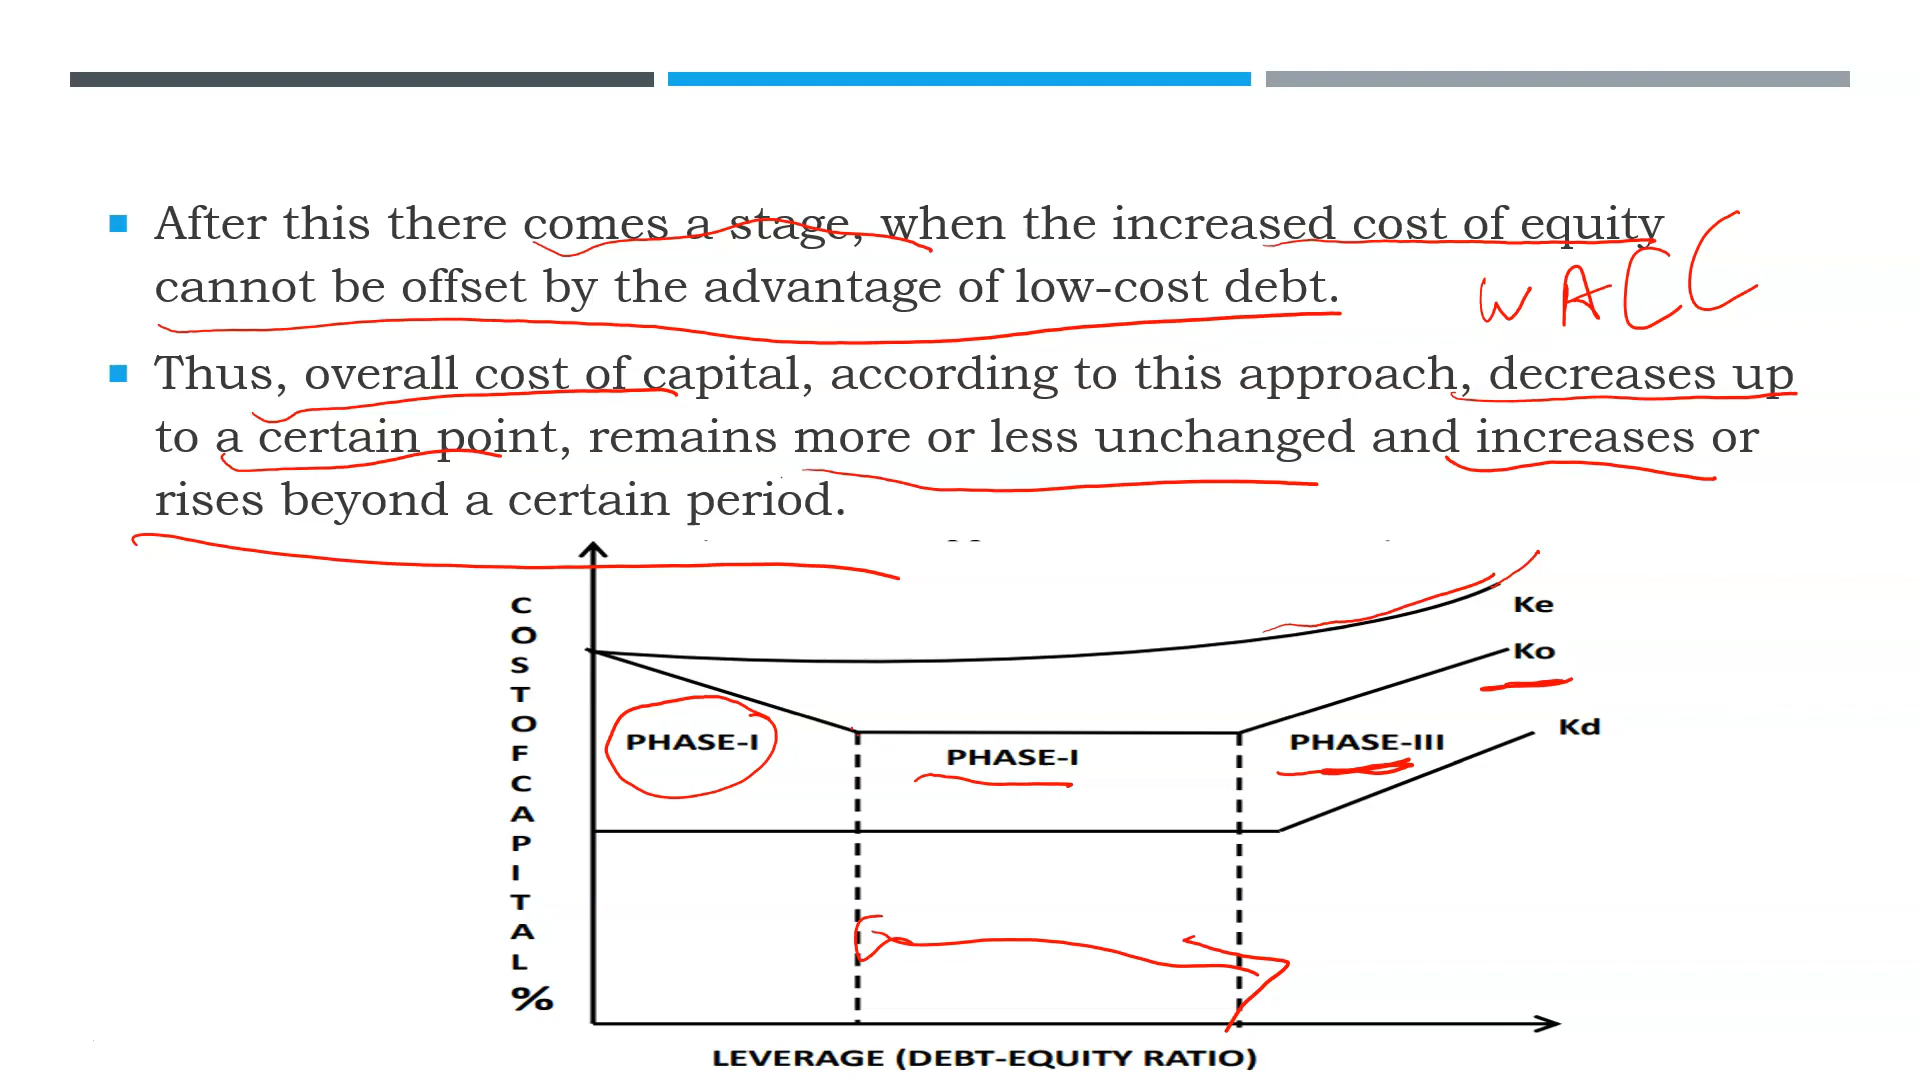 After this there comes a stage, when the increased cost of equity
cannot be offset by the advantage of low-cost debt.
WACC
Thus, overall cost of capital, according to this approach, decreases up
to a certain point, remains more or less unchanged and increases or
rises beyond a certain period.
COST OF CAPITAL %
Ke
Ko
Kd
PHASE-I
PHASE-I
PHASE-III
LEVERAGE (DEBT-EQUITY RATIO)